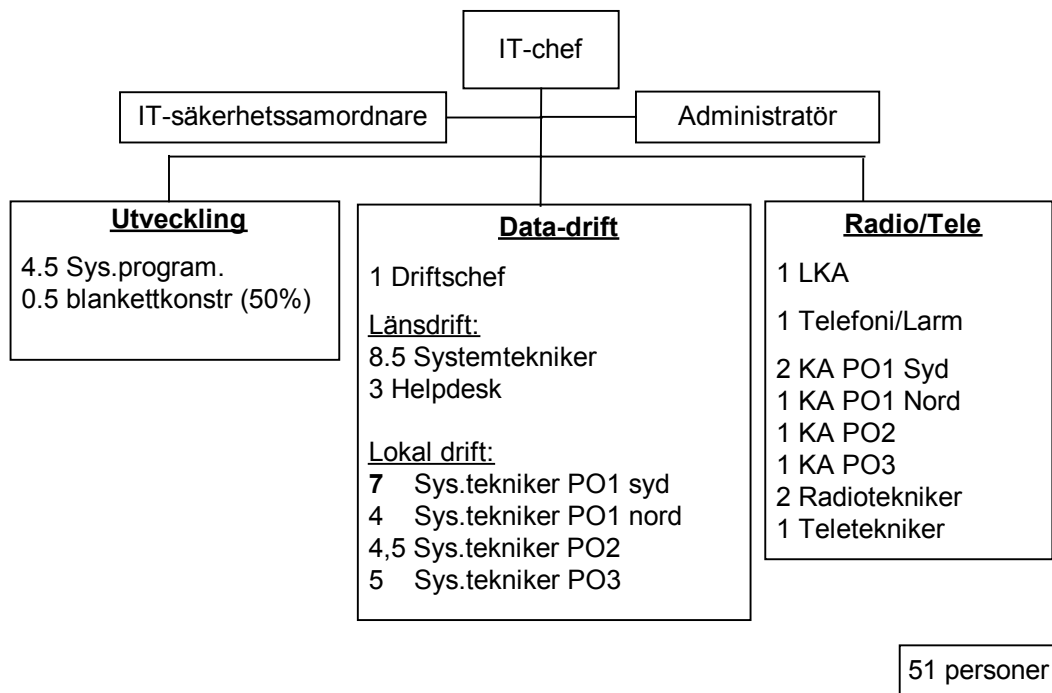 IT-chef
IT-säkerhetssamordnare
Administratör
Utveckling
4.5 Sys.program.
0.5 blankettkonstr (50%)
Data-drift
1 Driftschef
Länsdrift:
8.5 Systemtekniker
3 Helpdesk
Lokal drift:
7 Sys.tekniker PO1 syd
4 Sys.tekniker PO1 nord
4,5 Sys.tekniker PO2
5 Sys.tekniker PO3
Radio/Tele
1 LKA
1 Telefoni/Larm
2 KA PO1 Syd
1 KA PO1 Nord
1 KA PO2
1 KA PO3
2 Radiotekniker
1 Teletekniker
51 personer